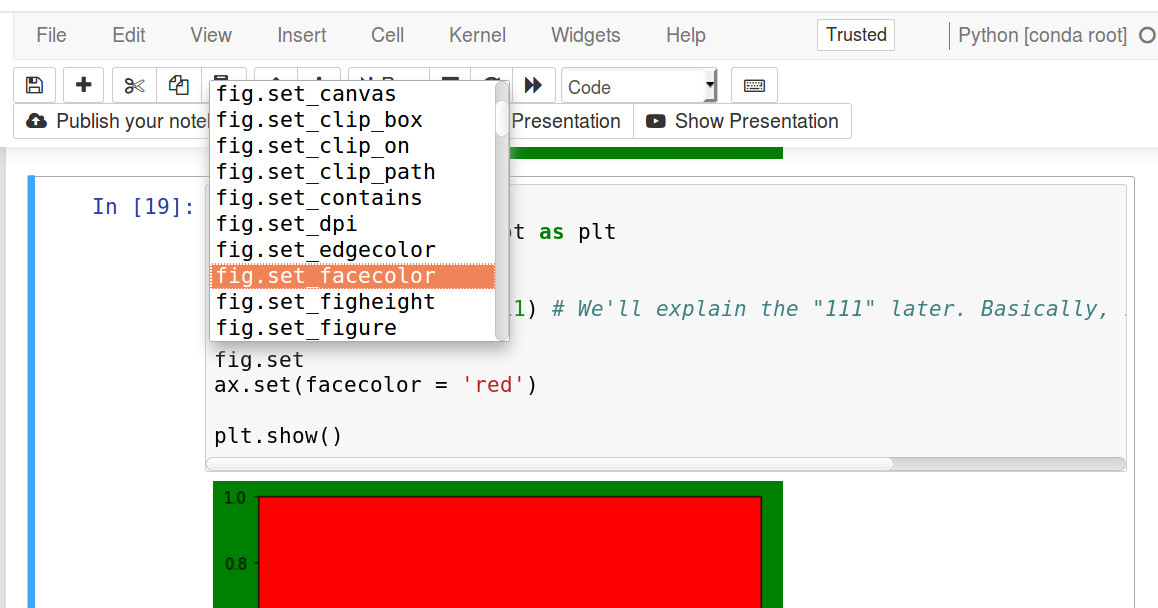 File Edit View Insert Cell Kernel Widgets Help Trusted Python [conda root]
Code
Publish your note Presentation Show Presentation
fig.set_canvas
fig.set_clip_box
fig.set_clip_on
fig.set_clip_path
fig.set_contains
fig.set_dpi
fig.set_edgecolor
fig.set_facecolor
fig.set_figheight
fig.set_figure
In [19]:
as plt
1) # We'll explain the "111" later. Basically,
fig.set
ax.set(facecolor = 'red')
plt.show()
1.0
0.8